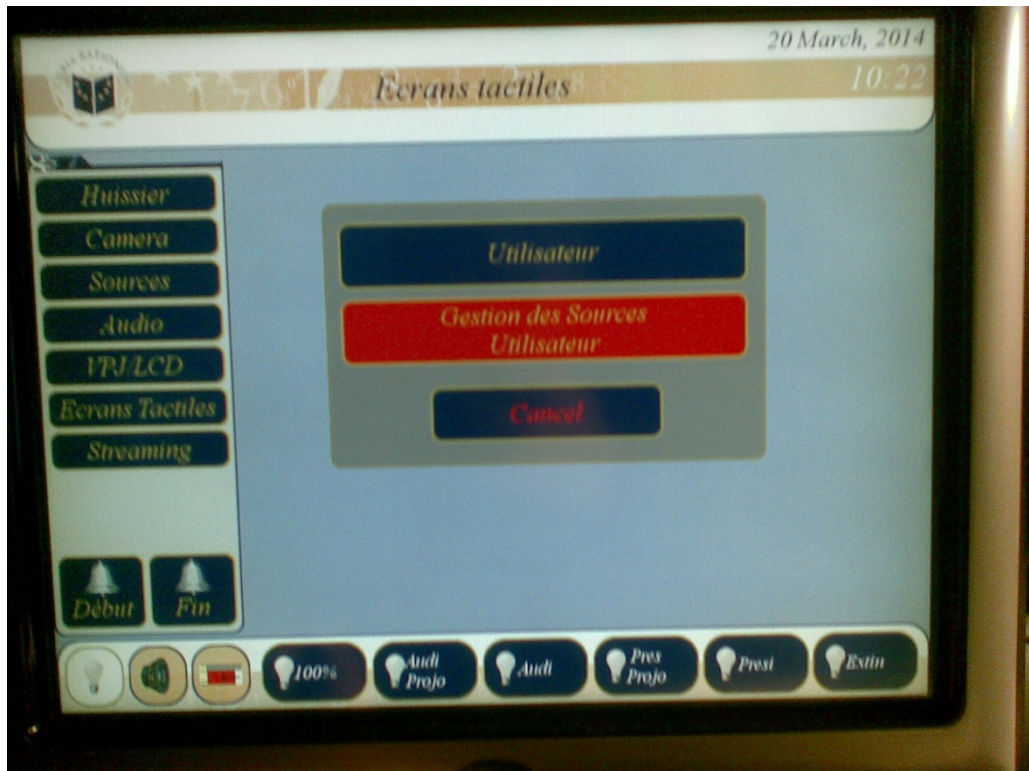 20 March, 2014
Ecrans tactiles
10:22
Huissier
Camera
Sources
Audio
VPJ/LCD
Ecrans Tactiles
Streaming
Utilisateur
Gestion des Sources
Utilisateur
Cancel
Début
Fin
100%
Audi
Projo
Audi
Pres
Projo
Presi
Extin